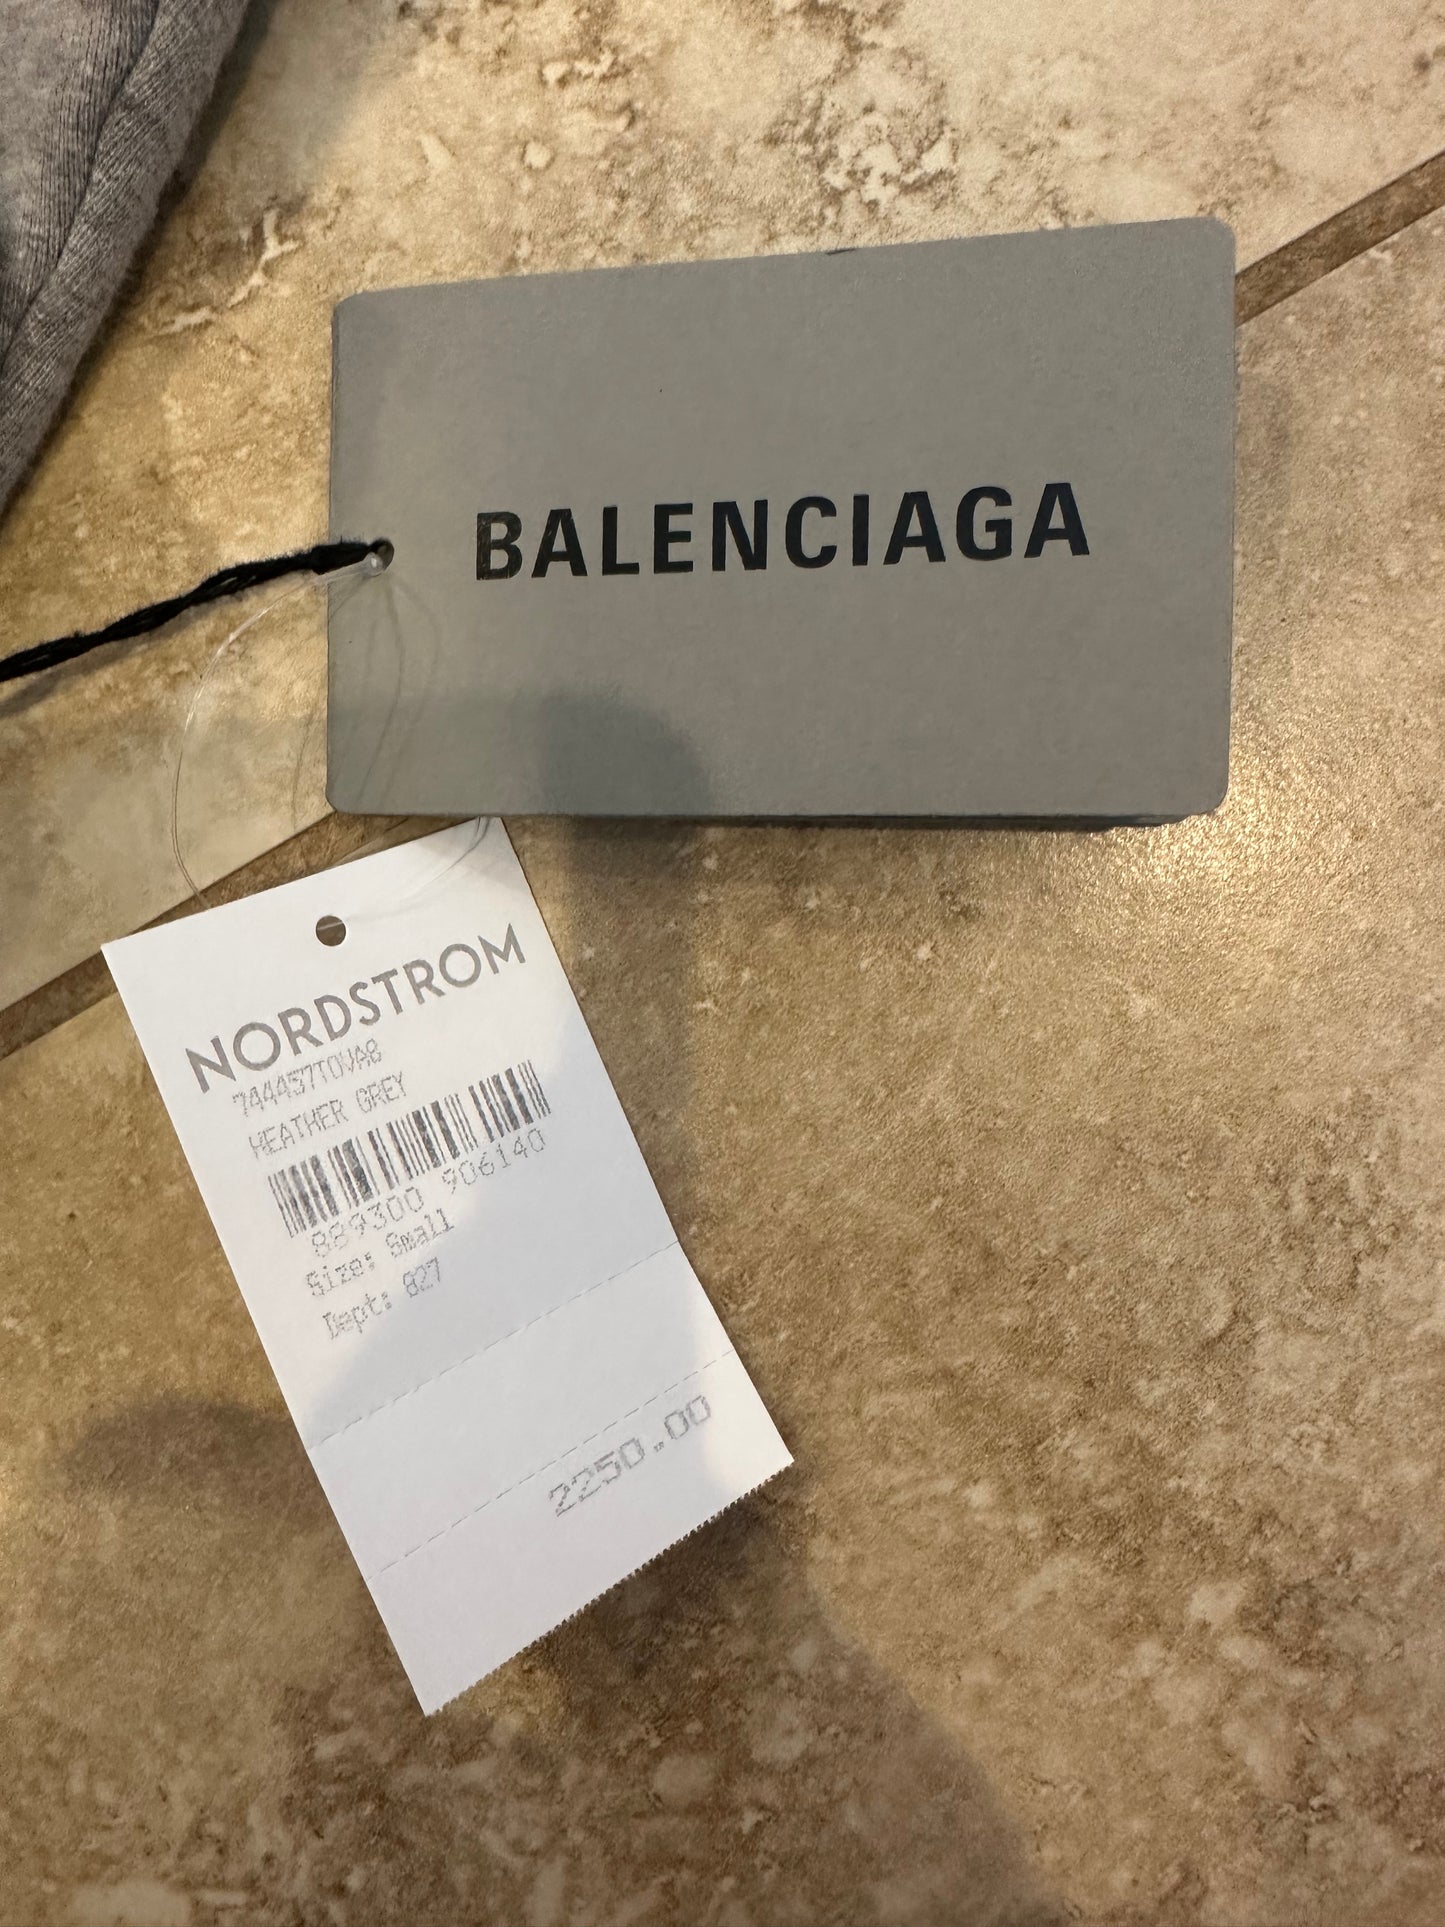 BALENCIAGA
NORDSTROM
744457TOVA8
HEATHER GREY
889300 906140
Size: Small
Dept: 827
2250.00